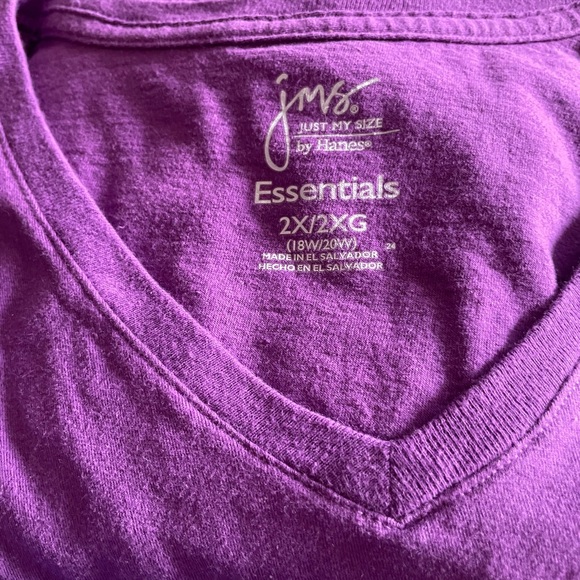 jms®
JUST MY SIZE
by Hanes®
Essentials
2X/2XG
(18W/20W)
MADE IN EL SALVADOR
HECHO EN EL SALVADOR
24